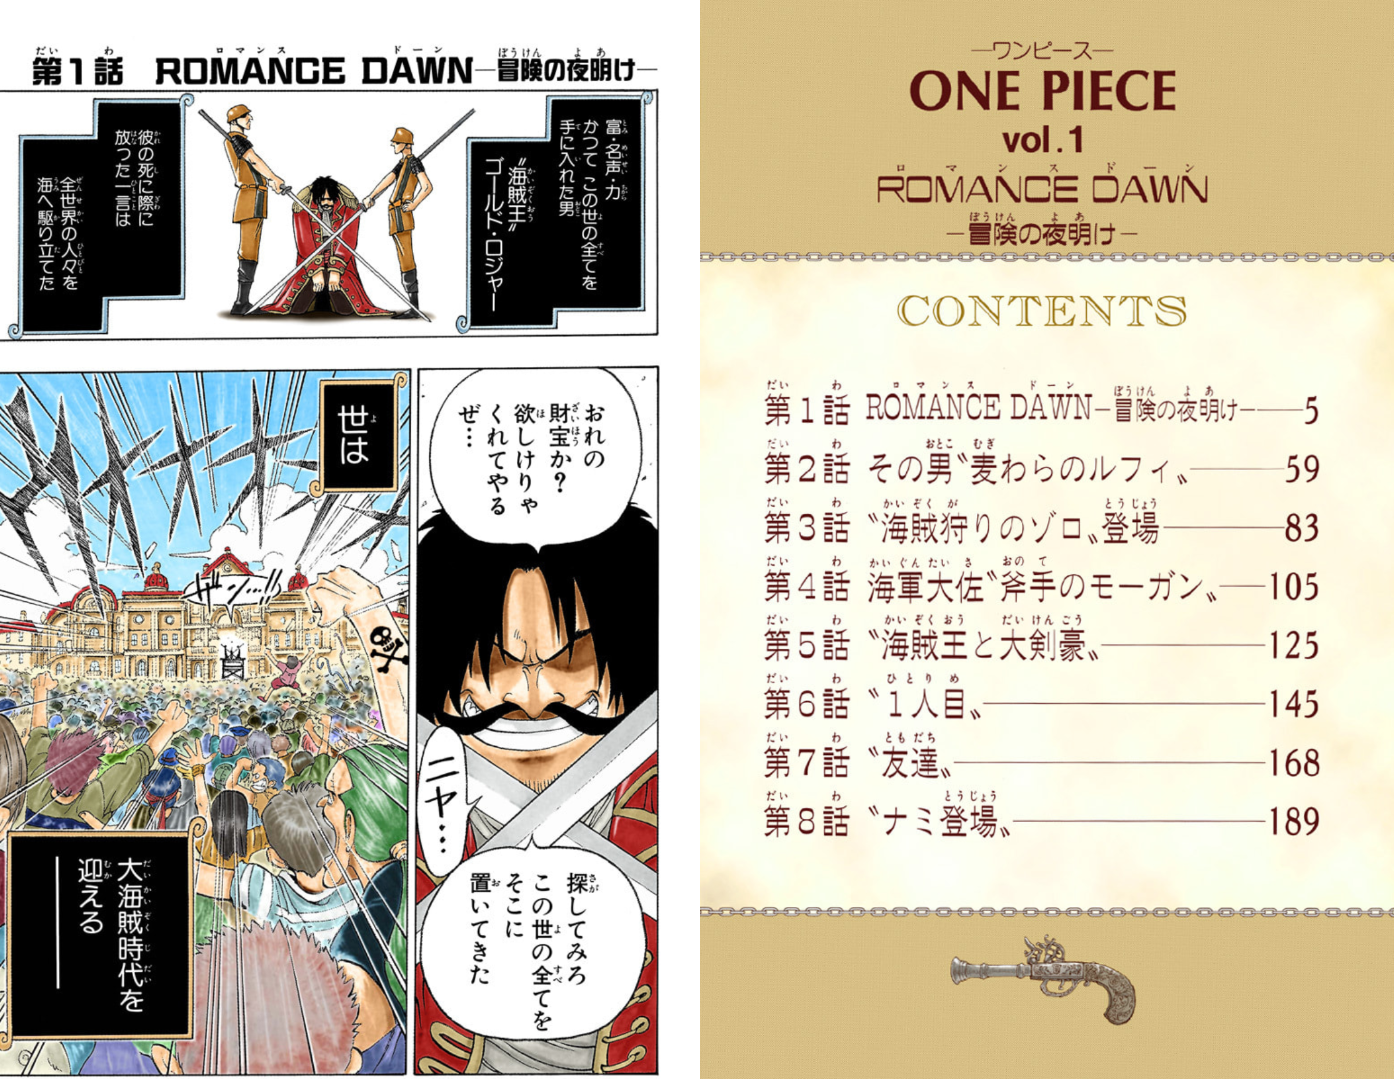 ―ワンピース―
ONE PIECE
vol.1
ROMANCE DAWN
―冒険の夜明け―
CONTENTS
第1話 ROMANCE DAWN―冒険の夜明け―――5
第2話 その男〝麦わらのルフィ〟――59
第3話 〝海賊狩りのゾロ〟登場――83
第4話 海軍大佐〝斧手のモーガン〟――105
第5話 〝海賊王と大剣豪〟――125
第6話 〝1人目〟――145
第7話 〝友達〟――168
第8話 〝ナミ登場〟――189
第1話 ROMANCE DAWN―冒険の夜明け―
富・名声・力
かつて この世の全てを
手に入れた男
〝海賊王〟
ゴールド・ロジャー
彼の死に際に
放った一言は
全世界の人々を
海へ駆り立てた
おれの
財宝か?
欲しけりゃ
くれてやる
ぜ…
ニヤ…
探してみろ
この世の全てを
そこに
置いてきた
世は
ザン…!!
大海賊時代を
迎える
――